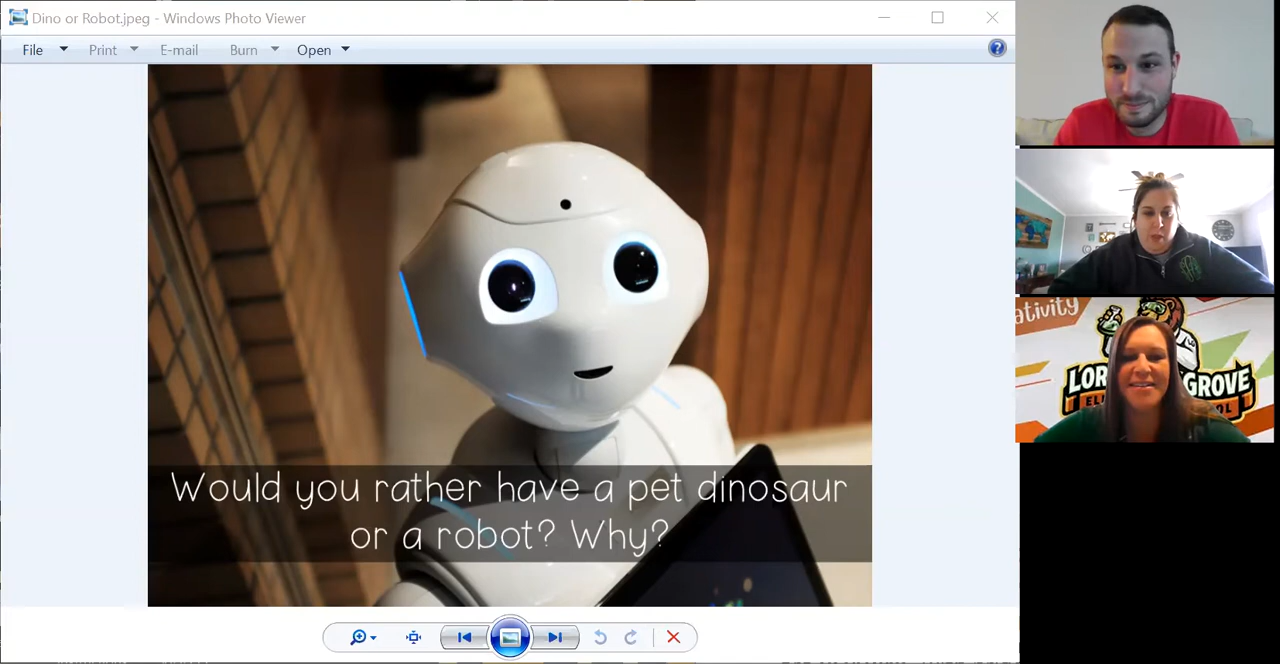 Dino or Robot.jpeg - Windows Photo Viewer
File Print E-mail Burn Open
ativity
LOR GROVE
Would you rather have a pet dinosaur
or a robot? Why?